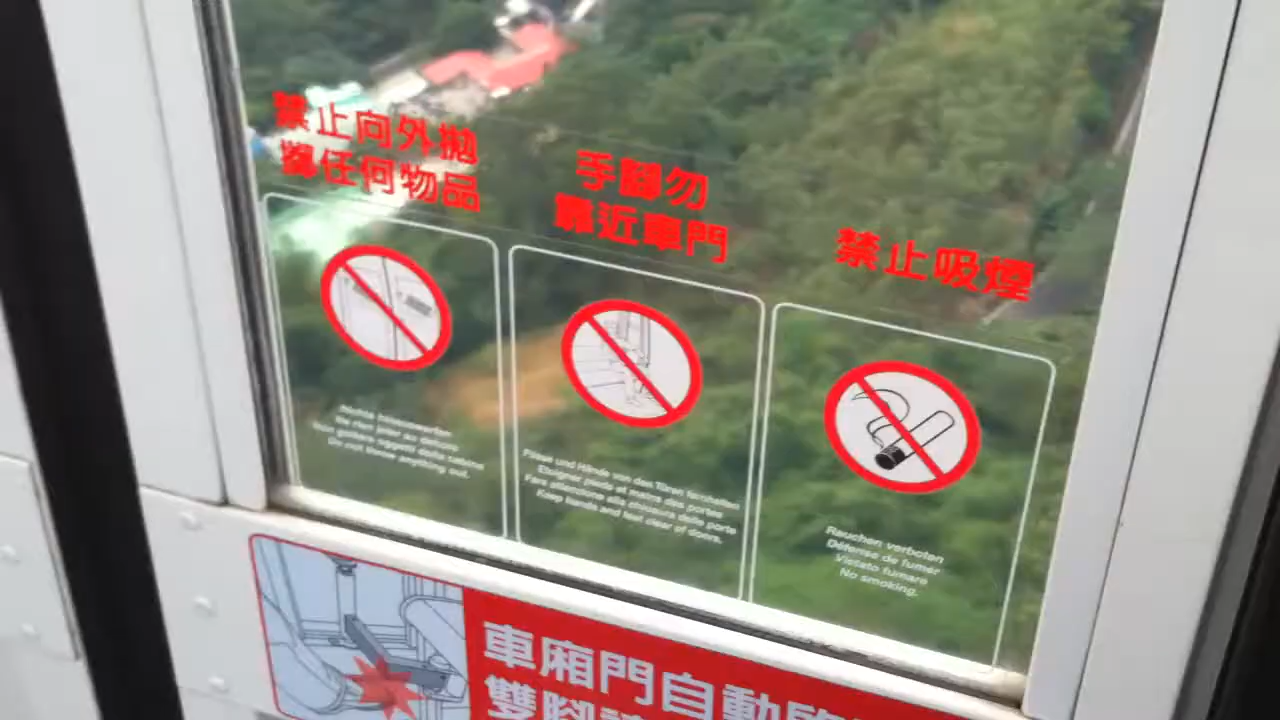 禁止向外拋
擲任何物品
手腳勿
靠近車門
禁止吸煙
Nichts hinauswerfen
Ne rien jeter au dehors
Non gettare oggetti dalla cabina
Do not throw anything out.
Füsse und Hände von den Türen fernhalten
Eloigner pieds et mains des portes
Fare attenzione alla chiusura delle porte
Keep hands and feet clear of doors.
Rauchen verboten
Défense de fumer
Vietato fumare
No smoking.
車廂門自動
雙腳